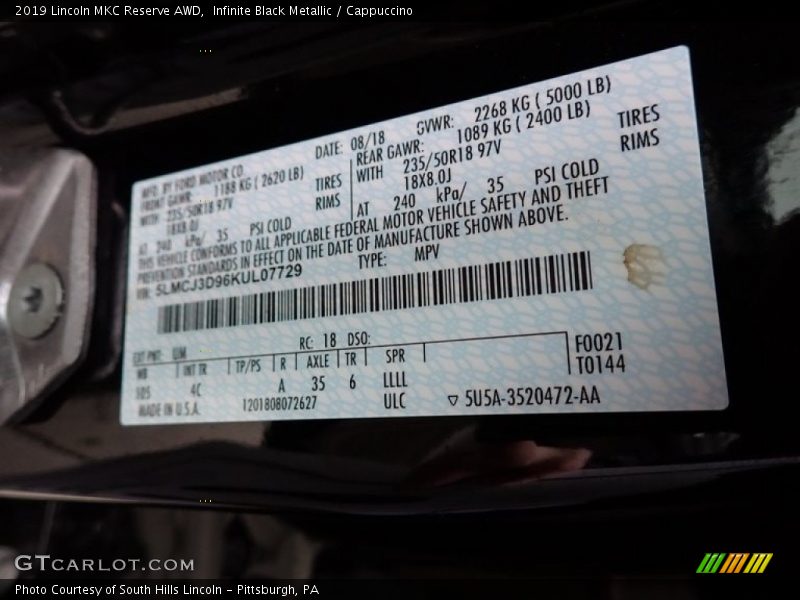 2019 Lincoln MKC Reserve AWD,  Infinite Black Metallic / Cappuccino
MFG. BY FORD MOTOR CO.
DATE: 08/18
GVWR: 2268 KG ( 5000 LB)
FRONT GAWR: 1188 KG ( 2620 LB)
REAR GAWR: 1089 KG ( 2400 LB)
WITH 235/50R18 97V TIRES
WITH 235/50R18 97V TIRES
18X8.0J RIMS
18X8.0J RIMS
AT 240 kPa/ 35 PSI COLD
AT 240 kPa/ 35 PSI COLD
THIS VEHICLE CONFORMS TO ALL APPLICABLE FEDERAL MOTOR VEHICLE SAFETY AND THEFT
PREVENTION STANDARDS IN EFFECT ON THE DATE OF MANUFACTURE SHOWN ABOVE.
VIN: 5LMCJ3D96KUL07729
TYPE: MPV
EXT PNT: UM RC: 18 DSO: F0021
WB INT TR TP/PS R AXLE TR SPR T0144
105 4C A 35 6 LLLL
MADE IN U.S.A. 1201808072627 ULC ▽ 5U5A-3520472-AA
GTCARLOT.COM
Photo Courtesy of South Hills Lincoln - Pittsburgh, PA